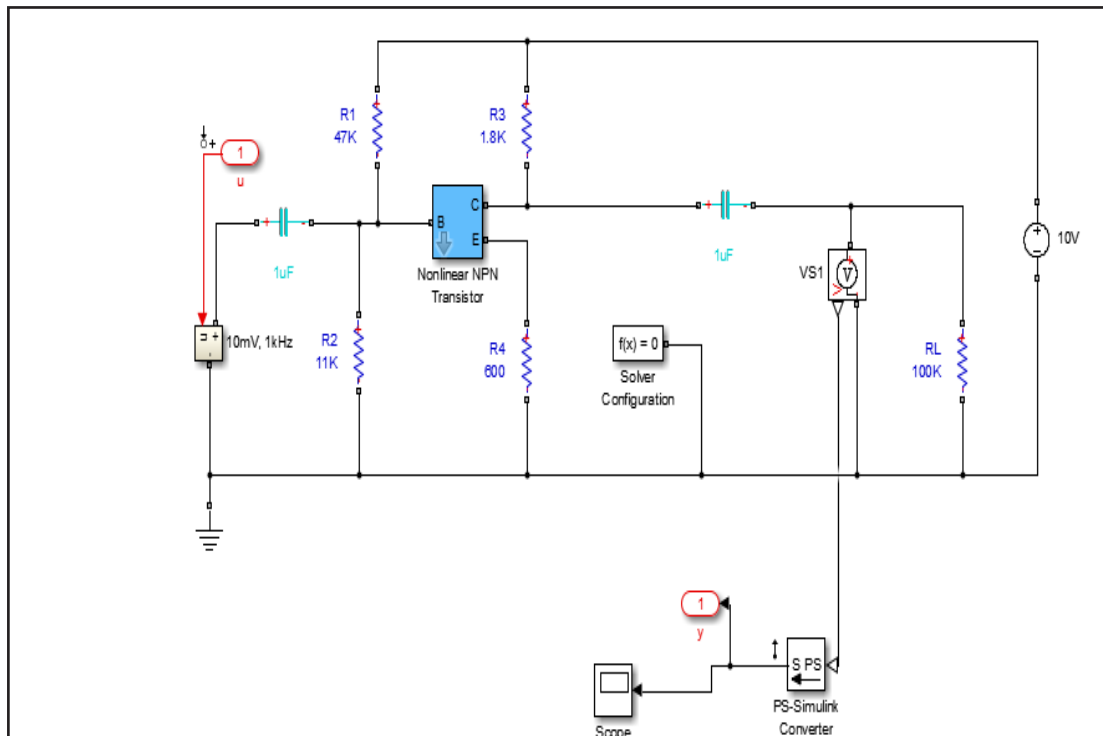 R1
47K
R3
1.8K
1
u
+
C
B
E
+
-
1uF
Nonlinear NPN
Transistor
+
-
1uF
VS1
V
V
+
-
10V
u
+
-
10mV, 1kHz
R2
11K
R4
600
f(x) = 0
Solver
Configuration
RL
100K
1
y
S PS
PS-Simulink
Converter
Scope